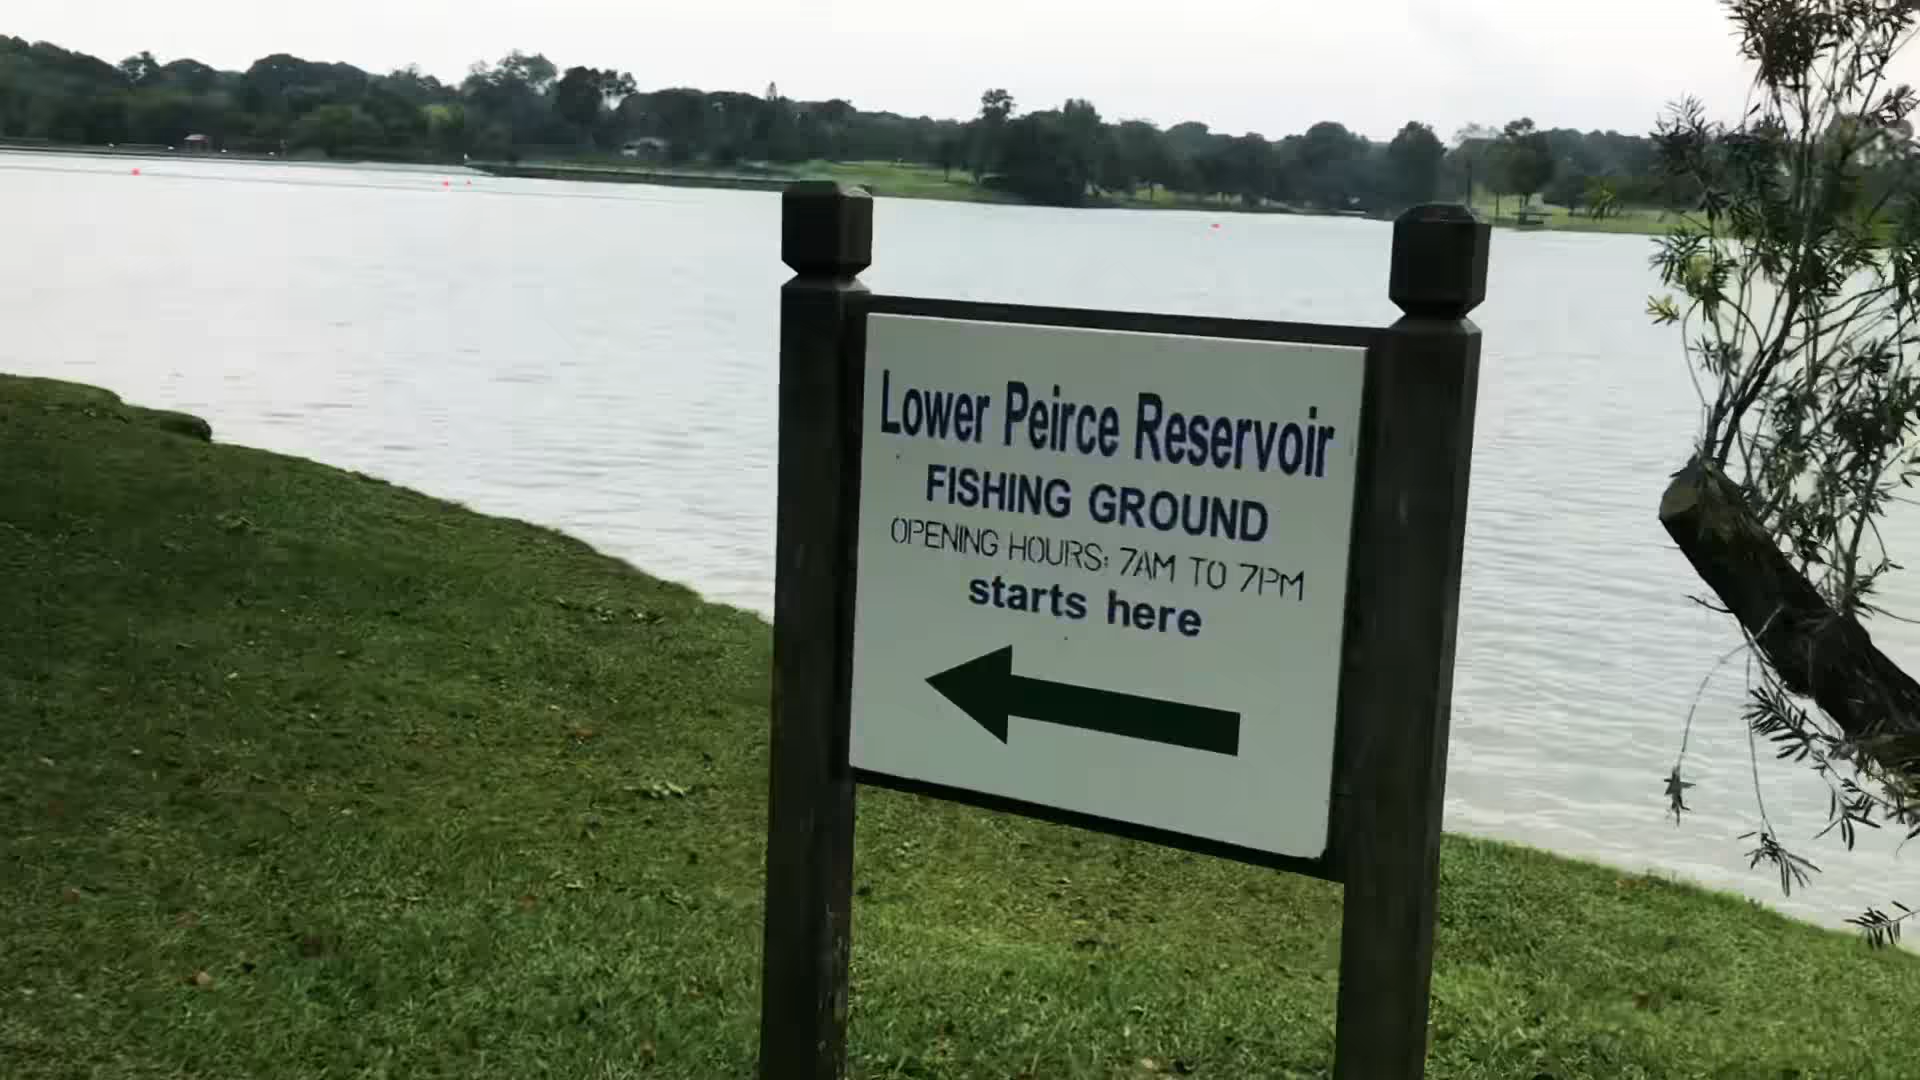 Lower Peirce Reservoir
FISHING GROUND
OPENING HOURS: 7AM TO 7PM
starts here